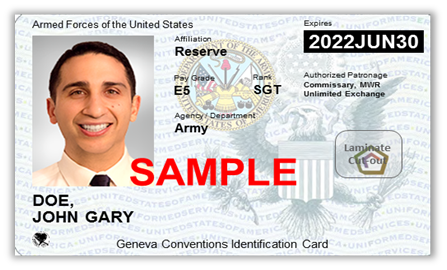 Armed Forces of the United States
Affiliation
Reserve
Expires
2022JUN30
Pay Grade
E5
Rank
SGT
Authorized Patronage
Commissary, MWR
Unlimited Exchange
Agency / Department
Army
Laminate
Cut-out
SAMPLE
DOE,
JOHN GARY
Geneva Conventions Identification Card